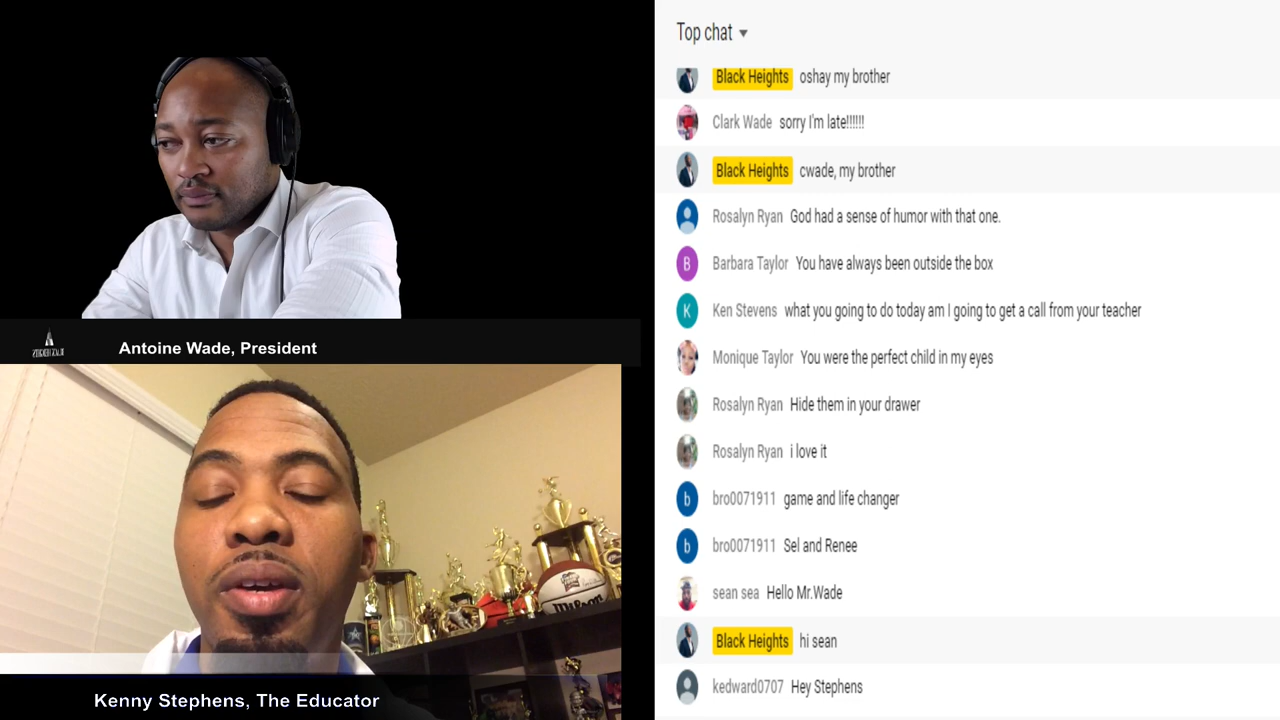 Antoine Wade, President
Kenny Stephens, The Educator
Wilson
Top chat
Black Heights oshay my brother
Clark Wade sorry I'm late!!!!!!
Black Heights cwade, my brother
Rosalyn Ryan God had a sense of humor with that one.
B Barbara Taylor You have always been outside the box
K Ken Stevens what you going to do today am I going to get a call from your teacher
Monique Taylor You were the perfect child in my eyes
Rosalyn Ryan Hide them in your drawer
Rosalyn Ryan i love it
b bro0071911 game and life changer
b bro0071911 Sel and Renee
sean sea Hello Mr.Wade
Black Heights hi sean
kedward0707 Hey Stephens